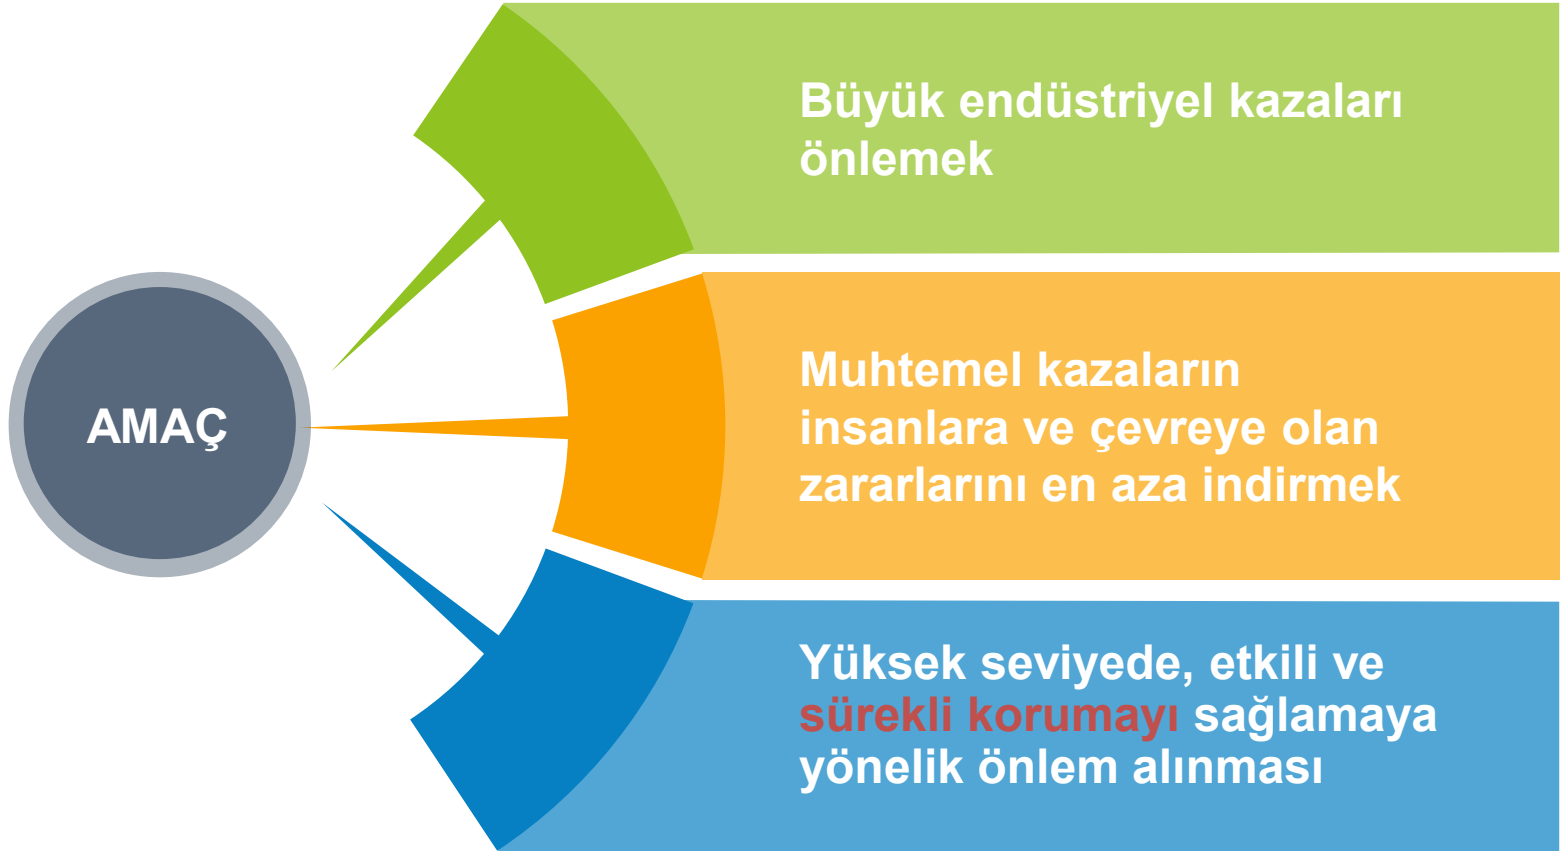 AMAÇ
Büyük endüstriyel kazaları
önlemek
Muhtemel kazaların
insanlara ve çevreye olan
zararlarını en aza indirmek
Yüksek seviyede, etkili ve
sürekli korumayı sağlamaya
yönelik önlem alınması